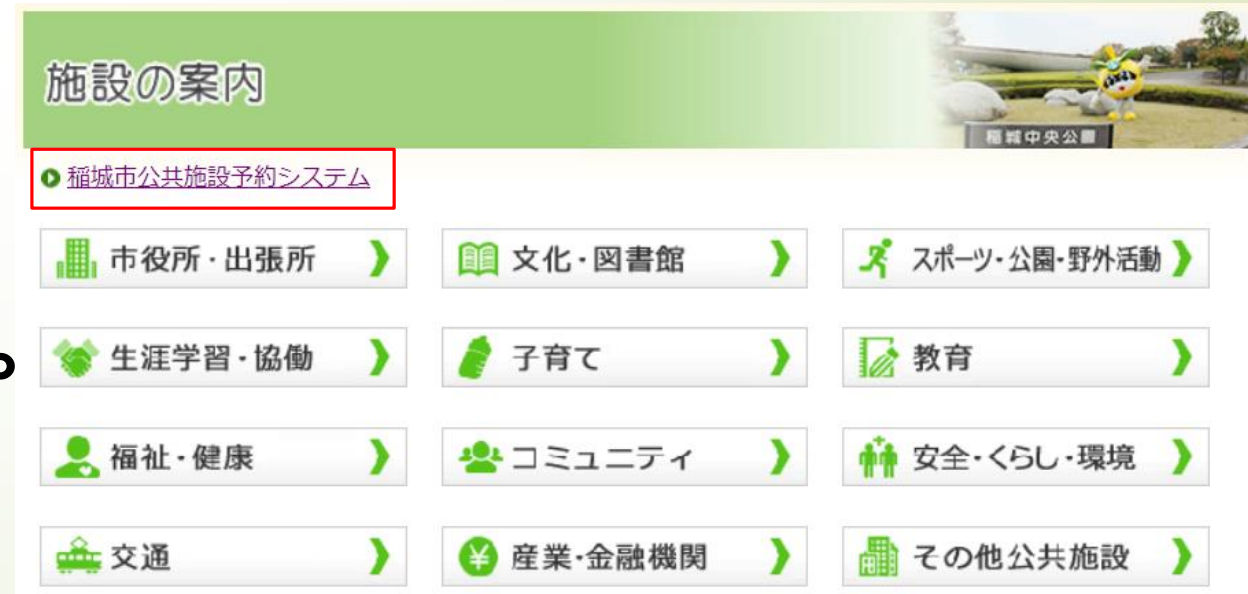 施設の案内
稲城中央公園
稲城市公共施設予約システム
市役所・出張所
文化・図書館
スポーツ・公園・野外活動
生涯学習・協働
子育て
教育
福祉・健康
コミュニティ
安全・くらし・環境
交通
産業・金融機関
その他公共施設